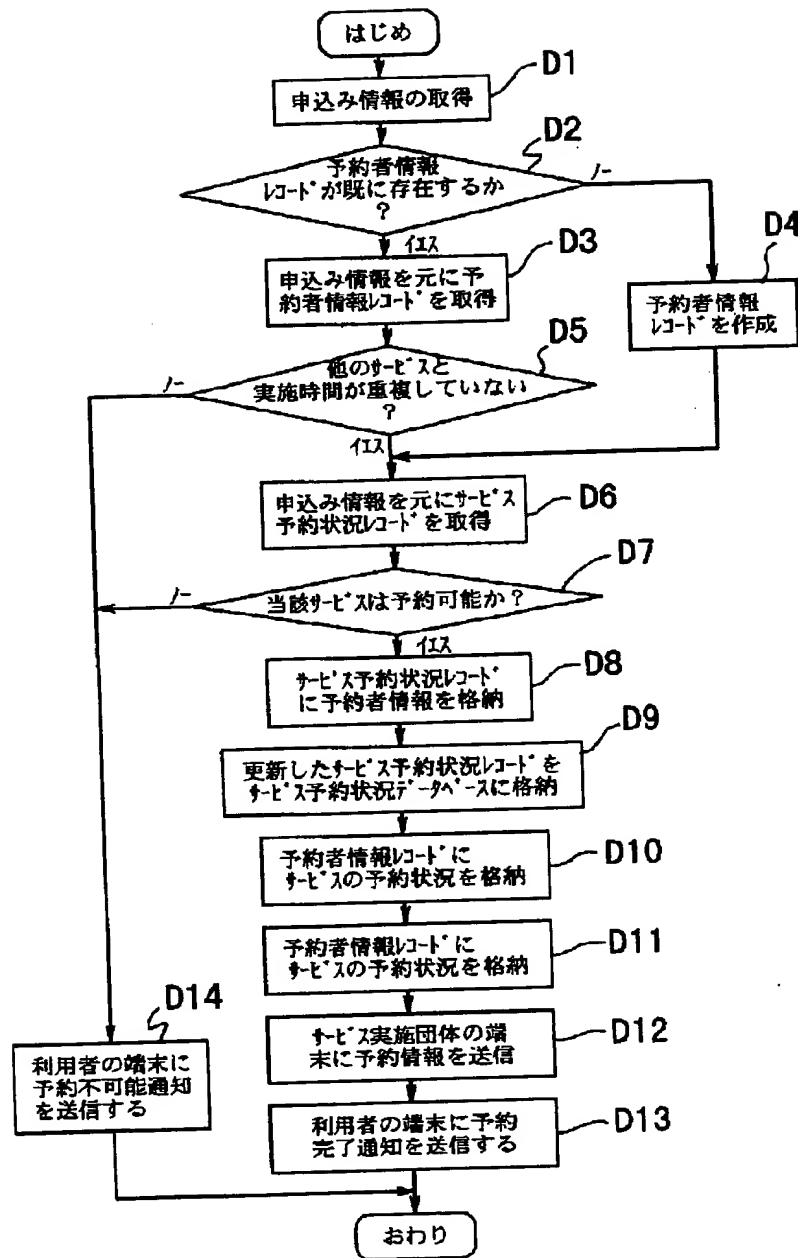 はじめ
D1
申込み情報の取得
D2
予約者情報
ﾚｺｰﾄﾞが既に存在するか
?
ﾉｰ
ｲｴｽ
D3
D4
申込み情報を元に予
約者情報ﾚｺｰﾄﾞを取得
予約者情報
ﾚｺｰﾄﾞを作成
D5
他のｻｰﾋﾞｽと
実施時間が重複していない
?
ﾉｰ
ｲｴｽ
申込み情報を元にｻｰﾋﾞｽ
予約状況ﾚｺｰﾄﾞを取得
D6
D7
当該ｻｰﾋﾞｽは予約可能か?
ﾉｰ
ｲｴｽ
D8
ｻｰﾋﾞｽ予約状況ﾚｺｰﾄﾞ
に予約者情報を格納
D9
更新したｻｰﾋﾞｽ予約状況ﾚｺｰﾄﾞを
ｻｰﾋﾞｽ予約状況ﾃﾞｰﾀﾍﾞｰｽに格納
D10
予約者情報ﾚｺｰﾄﾞに
ｻｰﾋﾞｽの予約状況を格納
D11
予約者情報ﾚｺｰﾄﾞに
ｻｰﾋﾞｽの予約状況を格納
D12
ｻｰﾋﾞｽ実施団体の端
末に予約情報を送信
D14
利用者の端末に
予約不可能通知
を送信する
D13
利用者の端末に予約
完了通知を送信する
おわり